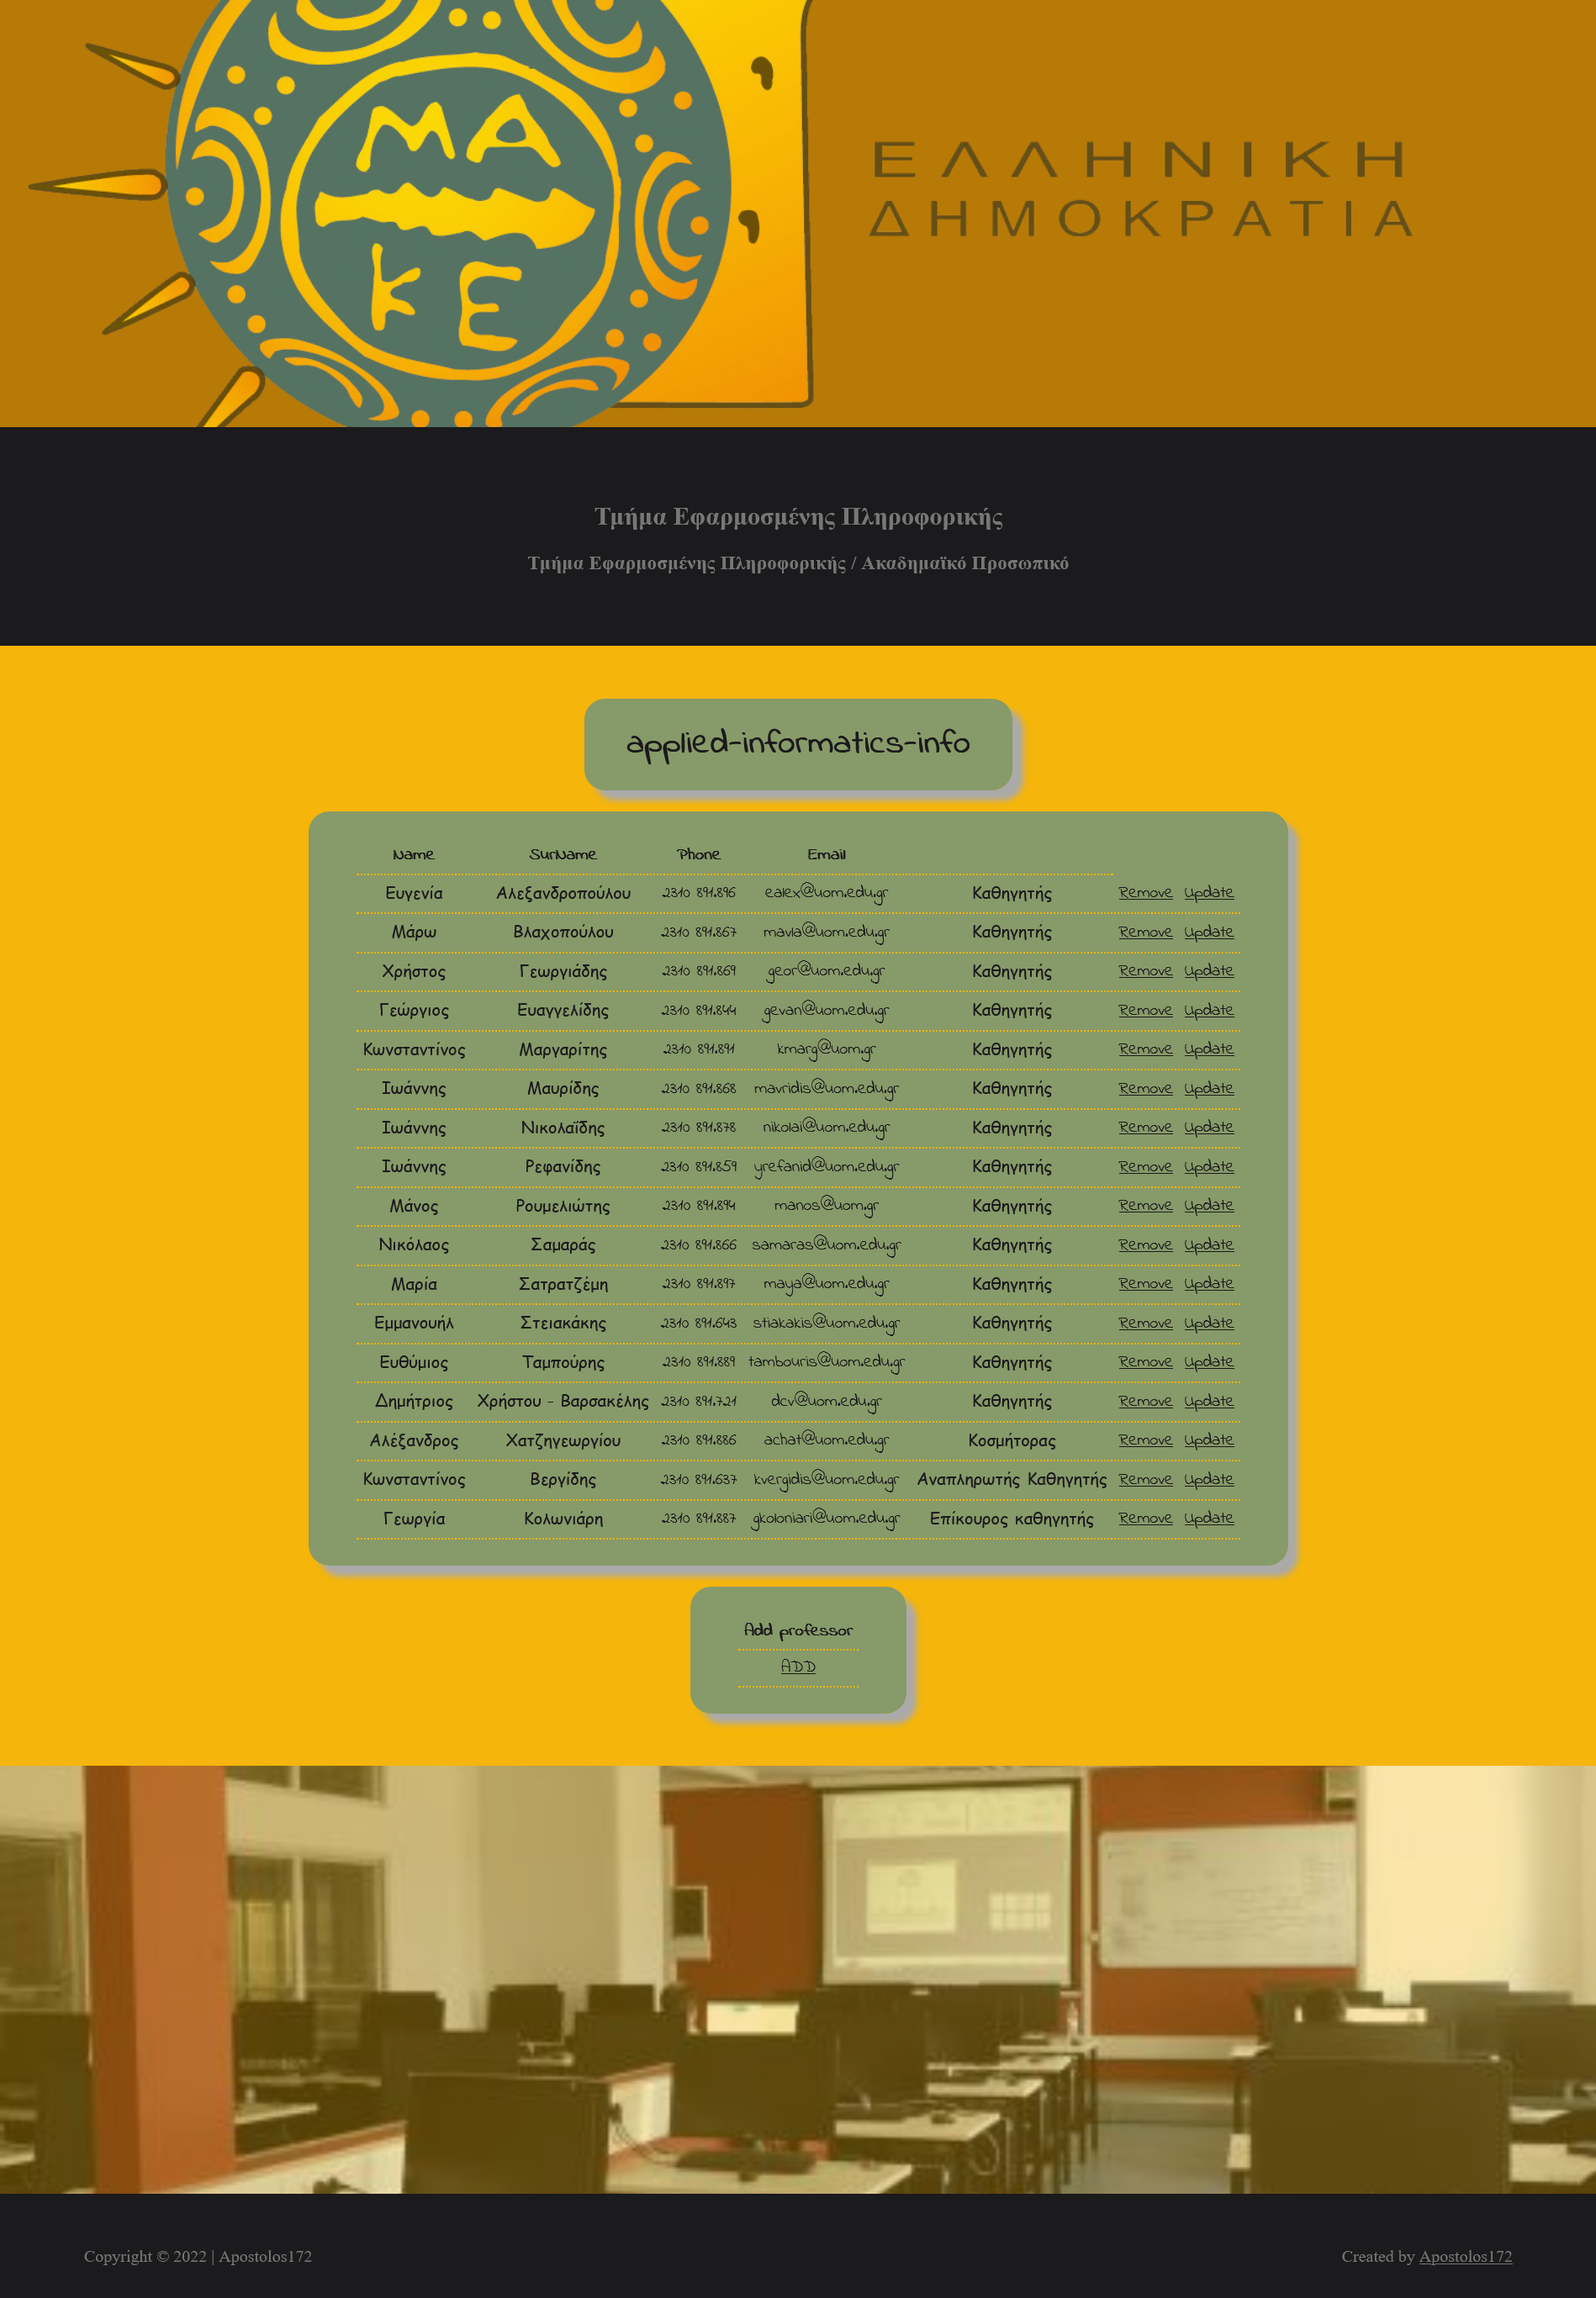 ΜΑ
ΚΕ
ΕΛΛΗΝΙΚΗ
ΔΗΜΟΚΡΑΤΙΑ
Τμήμα Εφαρμοσμένης Πληροφορικής
Τμήμα Εφαρμοσμένης Πληροφορικής / Ακαδημαϊκό Προσωπικό
applied-informatics-info
Name SurName Phone Email
Ευγενία Αλεξανδροπούλου 2310 891.896 ealex@uom.edu.gr Καθηγητής Remove Update
Μάρω Βλαχοπούλου 2310 891.867 mavla@uom.edu.gr Καθηγητής Remove Update
Χρήστος Γεωργιάδης 2310 891.869 geor@uom.edu.gr Καθηγητής Remove Update
Γεώργιος Ευαγγελίδης 2310 891.844 gevan@uom.edu.gr Καθηγητής Remove Update
Κωνσταντίνος Μαργαρίτης 2310 891.891 kmarg@uom.gr Καθηγητής Remove Update
Ιωάννης Μαυρίδης 2310 891.868 mavridis@uom.edu.gr Καθηγητής Remove Update
Ιωάννης Νικολαΐδης 2310 891.878 nikolai@uom.edu.gr Καθηγητής Remove Update
Ιωάννης Ρεφανίδης 2310 891.859 yrefanid@uom.edu.gr Καθηγητής Remove Update
Μάνος Ρουμελιώτης 2310 891.894 manos@uom.gr Καθηγητής Remove Update
Νικόλαος Σαμαράς 2310 891.866 samaras@uom.edu.gr Καθηγητής Remove Update
Μαρία Σατρατζέμη 2310 891.897 maya@uom.edu.gr Καθηγητής Remove Update
Εμμανουήλ Στειακάκης 2310 891.643 stiakakis@uom.edu.gr Καθηγητής Remove Update
Ευθύμιος Ταμπούρης 2310 891.889 tambouris@uom.edu.gr Καθηγητής Remove Update
Δημήτριος Χρήστου - Βαρσακέλης 2310 891.721 dcv@uom.edu.gr Καθηγητής Remove Update
Αλέξανδρος Χατζηγεωργίου 2310 891.886 achat@uom.edu.gr Κοσμήτορας Remove Update
Κωνσταντίνος Βεργίδης 2310 891.637 kvergidis@uom.edu.gr Αναπληρωτής Καθηγητής Remove Update
Γεωργία Κολωνιάρη 2310 891.887 gkoloniari@uom.edu.gr Επίκουρος καθηγητής Remove Update
Add professor
ADD
Copyright © 2022 | Apostolos172
Created by Apostolos172